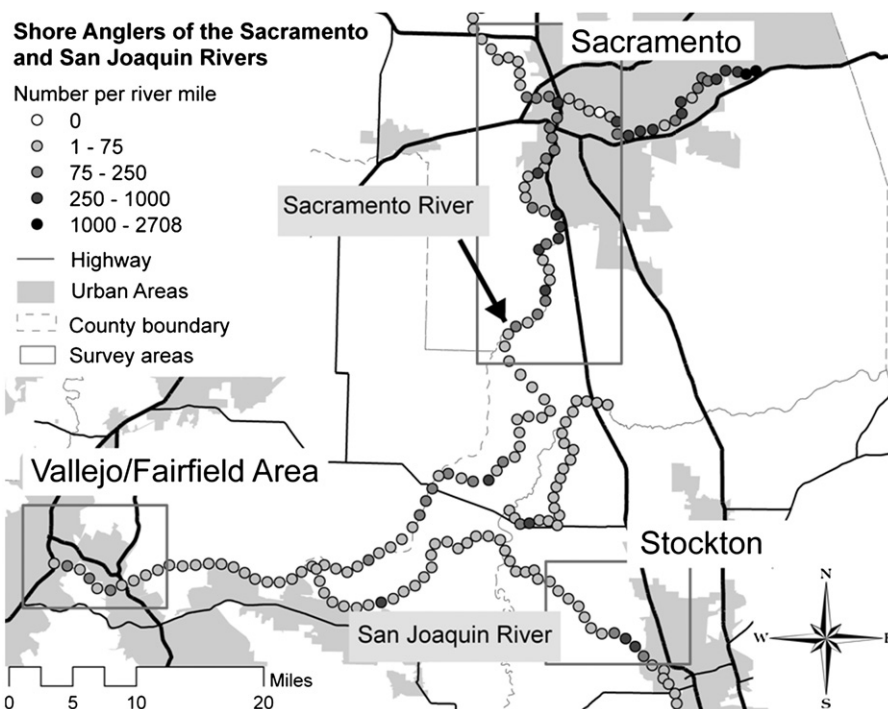 Shore Anglers of the Sacramento
and San Joaquin Rivers
Number per river mile
0
1 - 75
75 - 250
250 - 1000
1000 - 2708
Highway
Urban Areas
County boundary
Survey areas
Sacramento
Sacramento River
Vallejo/Fairfield Area
Stockton
San Joaquin River
N
W E
S
Miles
0 5 10 20